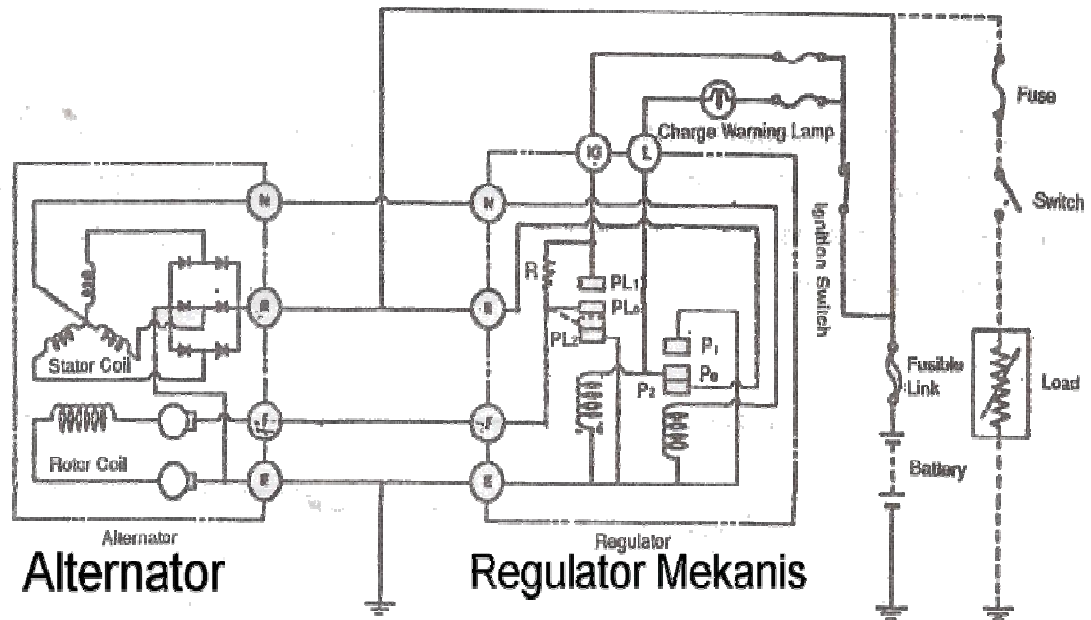 Fuse
IG
L
Charge Warning Lamp
N
N
Switch
Ignition Switch
R
PL1
PL0
PL2
B
B
P1
P0
P2
Stator Coil
Fusible
Link
Load
F
F
Rotor Coil
E
E
Battery
Alternator
Regulator
Alternator
Regulator Mekanis